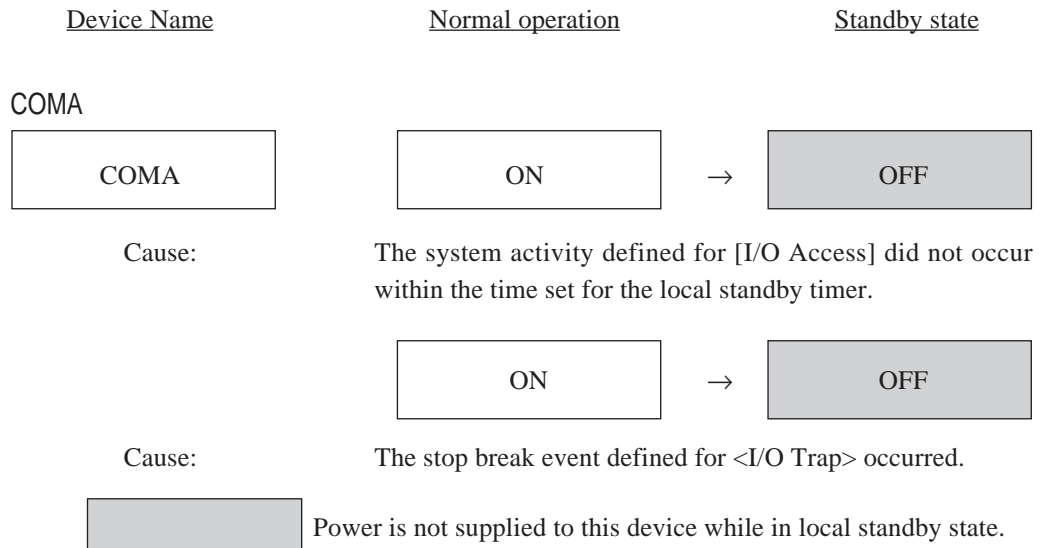 Device Name Normal operation Standby state
COMA
COMA ON → OFF
Cause: The system activity defined for [I/O Access] did not occur
within the time set for the local standby timer.
ON → OFF
Cause: The stop break event defined for <I/O Trap> occurred.
Power is not supplied to this device while in local standby state.